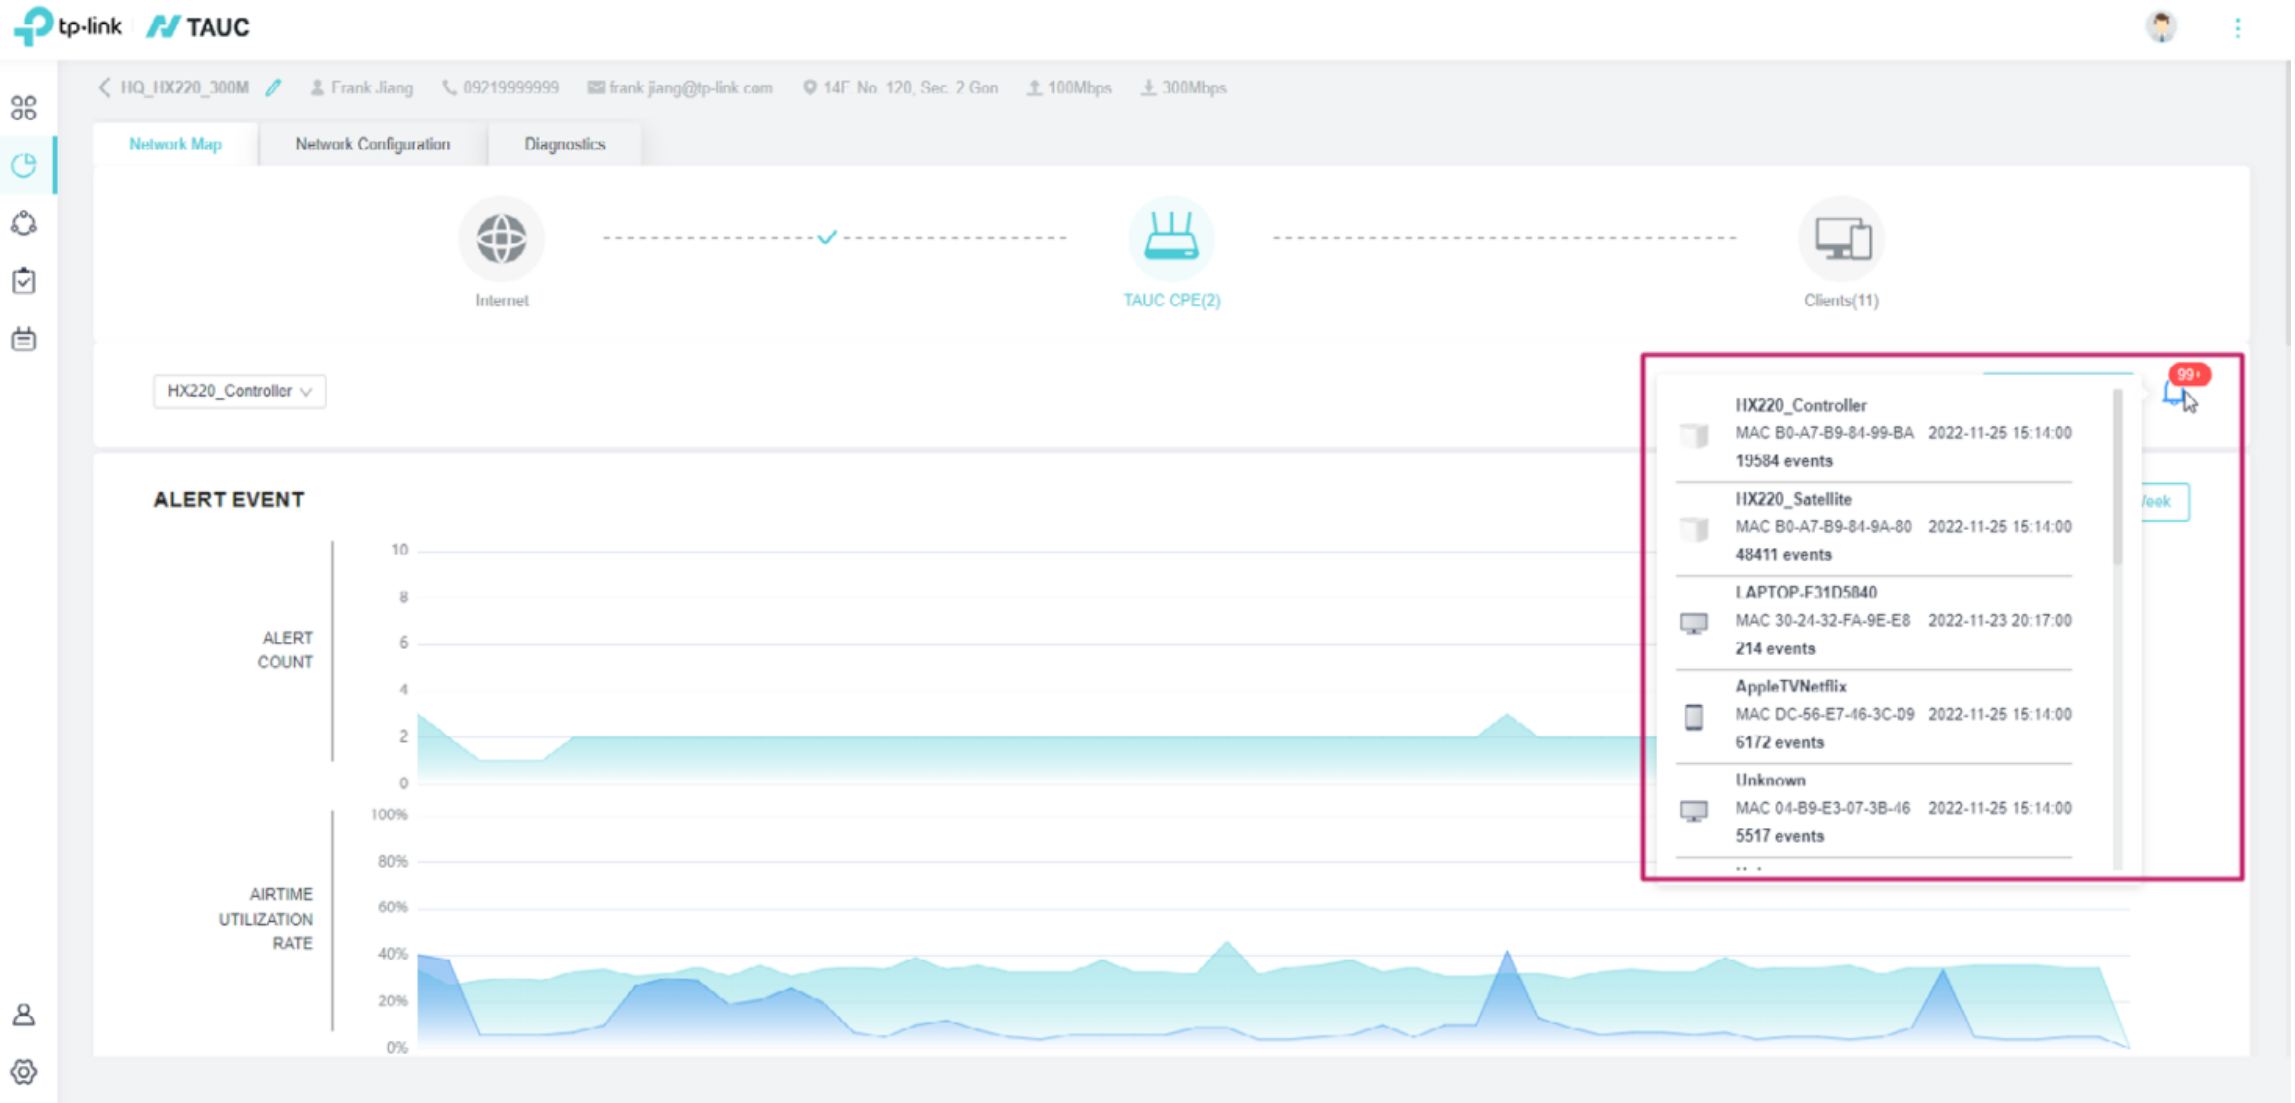 tp-link TAUC
HQ_HX220_300M Frank Jiang 09219999999 frank jiang@tp-link com 14F No. 120, Sec. 2 Gon 100Mbps 300Mbps
Network Map Network Configuration Diagnostics
Internet TAUC CPE(2) Clients(11)
HX220_Controller
99+
HX220_Controller
MAC B0-A7-B9-84-99-BA 2022-11-25 15:14:00
19584 events
HX220_Satellite
MAC B0-A7-B9-84-9A-80 2022-11-25 15:14:00
48411 events
LAPTOP-F31D5840
MAC 30-24-32-FA-9E-E8 2022-11-23 20:17:00
214 events
AppleTVNetflix
MAC DC-56-E7-46-3C-09 2022-11-25 15:14:00
6172 events
Unknown
MAC 04-B9-E3-07-3B-46 2022-11-25 15:14:00
5517 events
eek
ALERT EVENT
ALERT
COUNT
10
8
6
4
2
0
AIRTIME
UTILIZATION
RATE
100%
80%
60%
40%
20%
0%